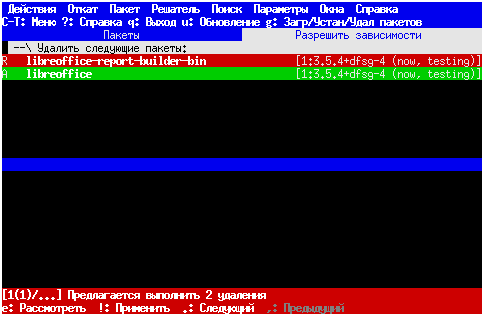 Действия Откат Пакет Решатель Поиск Параметры Окна Справка
C-T: Меню ?: Справка q: Выход u: Обновление g: Загр/Устан/Удал пакетов
Пакеты Разрешить зависимости
--\ Удалить следующие пакеты:
R libreoffice-report-builder-bin [1:3.5.4+dfsg-4 (now, testing)]
A libreoffice [1:3.5.4+dfsg-4 (now, testing)]
[1(1)/...] Предлагается выполнить 2 удаления
e: Рассмотреть !: Применить .: Следующий ,: Предыдущий